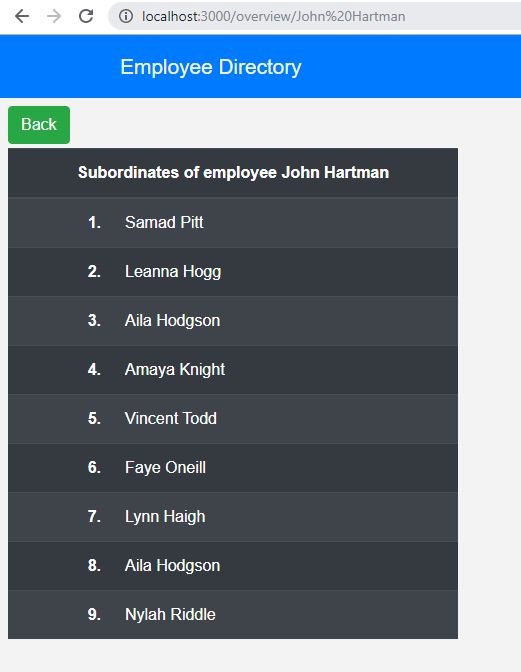 localhost:3000/overview/John%20Hartman
Employee Directory
Back
Subordinates of employee John Hartman
1. Samad Pitt
2. Leanna Hogg
3. Aila Hodgson
4. Amaya Knight
5. Vincent Todd
6. Faye Oneill
7. Lynn Haigh
8. Aila Hodgson
9. Nylah Riddle